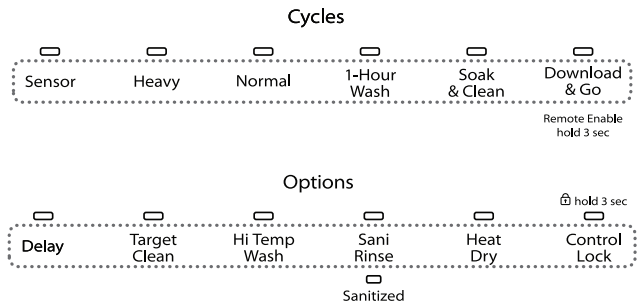 Cycles
Sensor
Heavy
Normal
1-Hour
Wash
Soak
& Clean
Download
& Go
Remote Enable
hold 3 sec
Options
hold 3 sec
Delay
Target
Clean
Hi Temp
Wash
Sani
Rinse
Heat
Dry
Control
Lock
Sanitized